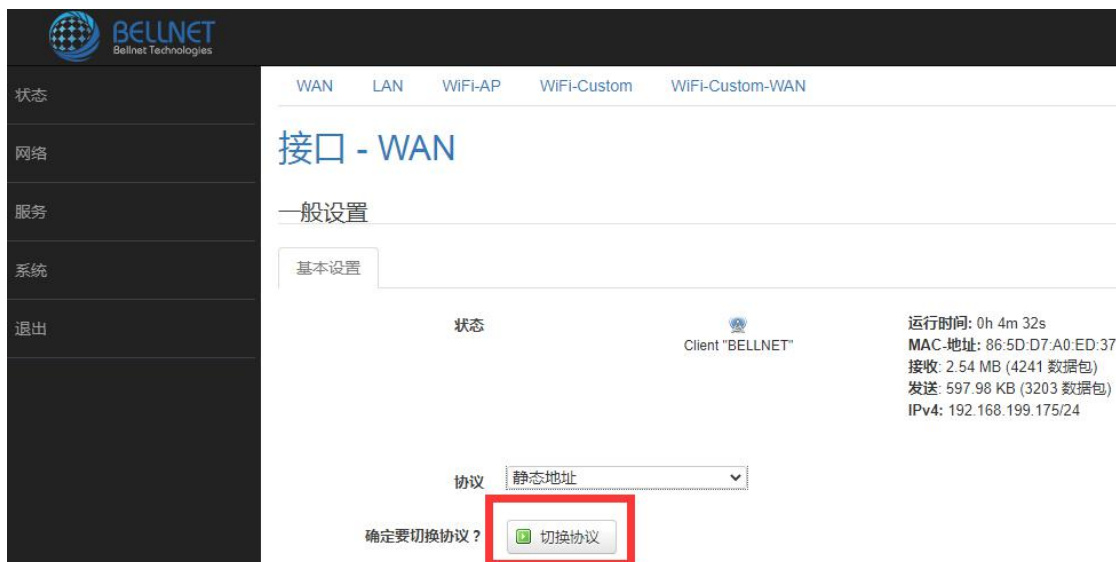 BELLNET
Bellnet Technologies
状态
网络
服务
系统
退出
WAN LAN WiFi-AP WiFi-Custom WiFi-Custom-WAN
接口 - WAN
一般设置
基本设置
状态
Client "BELLNET"
运行时间: 0h 4m 32s
MAC-地址: 86:5D:D7:A0:ED:37
接收: 2.54 MB (4241 数据包)
发送: 597.98 KB (3203 数据包)
IPv4: 192.168.199.175/24
协议 静态地址
确定要切换协议？ 切换协议